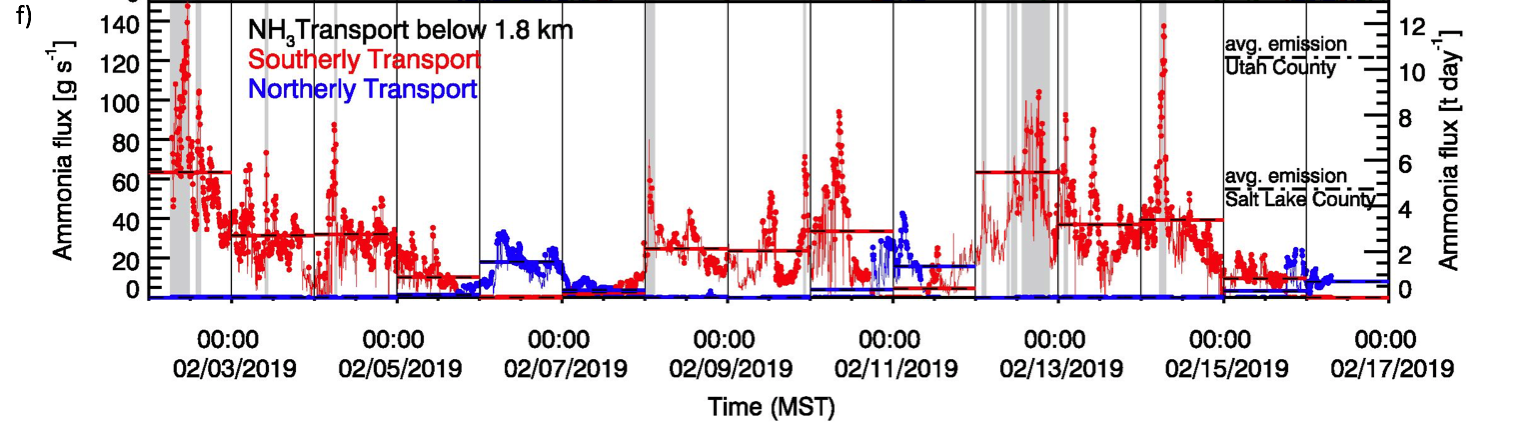 f)
NH3Transport below 1.8 km
Southerly Transport
Northerly Transport
Ammonia flux [g s-1]
140
120
100
80
60
40
20
0
avg. emission
Utah County
avg. emission
Salt Lake County
12
10
8
6
4
2
0
Ammonia flux [t day-1]
00:00 00:00 00:00 00:00 00:00 00:00 00:00 00:00
02/03/2019 02/05/2019 02/07/2019 02/09/2019 02/11/2019 02/13/2019 02/15/2019 02/17/2019
Time (MST)